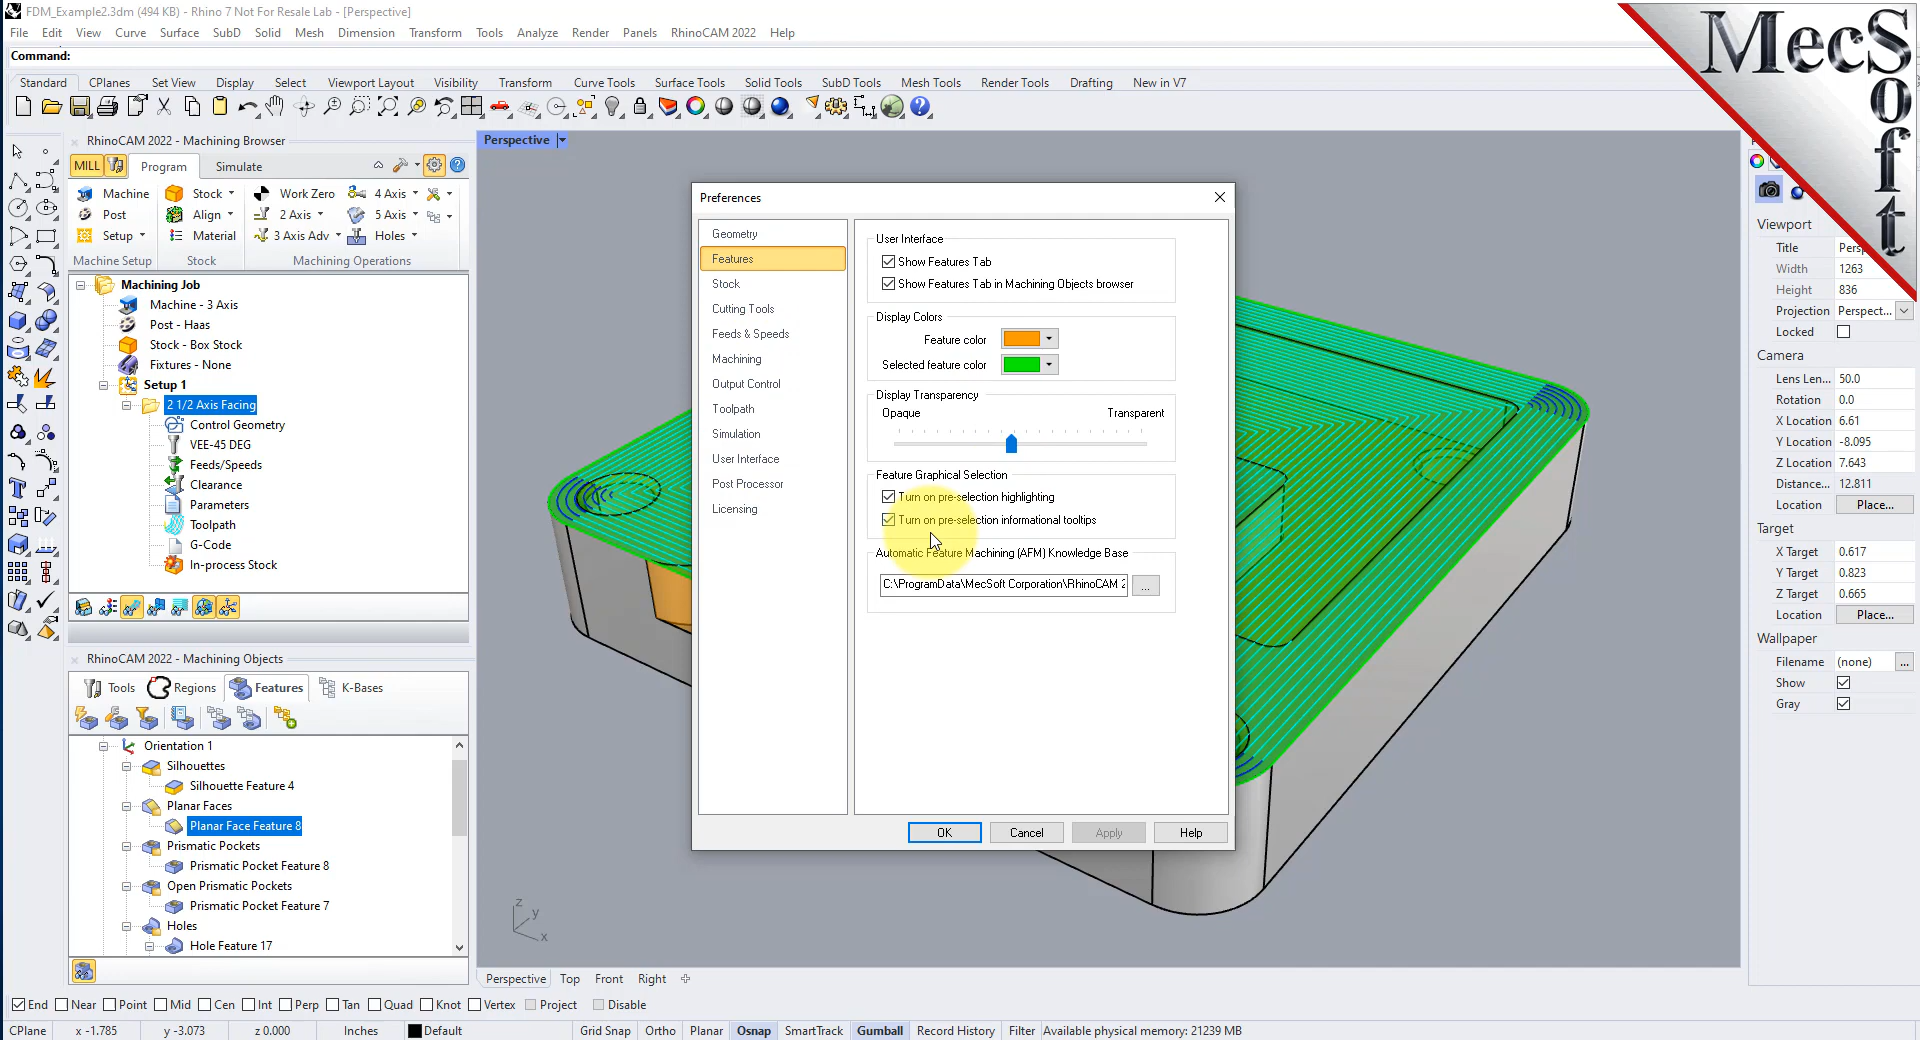 FDM_Example2.3dm (494 KB) - Rhino 7 Not For Resale Lab - [Perspective]
File Edit View Curve Surface SubD Solid Mesh Dimension Transform Tools Analyze Render Panels RhinoCAM 2022 Help
Command:
Standard CPlanes Set View Display Select Viewport Layout Visibility Transform Curve Tools Surface Tools Solid Tools SubD Tools Mesh Tools Render Tools Drafting New in V7
MecSoft
RhinoCAM 2022 - Machining Browser
MILL Program Simulate
Machine Stock Work Zero 4 Axis
Post Align 2 Axis 5 Axis
Setup Material 3 Axis Adv Holes
Machine Setup Stock Machining Operations
Machining Job
Machine - 3 Axis
Post - Haas
Stock - Box Stock
Fixtures - None
Setup 1
2 1/2 Axis Facing
Control Geometry
VEE-45 DEG
Feeds/Speeds
Clearance
Parameters
Toolpath
G-Code
In-process Stock
RhinoCAM 2022 - Machining Objects
Tools Regions Features K-Bases
Orientation 1
Silhouettes
Silhouette Feature 4
Planar Faces
Planar Face Feature 8
Prismatic Pockets
Prismatic Pocket Feature 8
Open Prismatic Pockets
Prismatic Pocket Feature 7
Holes
Hole Feature 17
Perspective
Preferences
Geometry
Features
Stock
Cutting Tools
Feeds & Speeds
Machining
Output Control
Toolpath
Simulation
User Interface
Post Processor
Licensing
User Interface
Show Features Tab
Show Features Tab in Machining Objects browser
Display Colors
Feature color
Selected feature color
Display Transparency
Opaque Transparent
Feature Graphical Selection
Turn on pre-selection highlighting
Turn on pre-selection informational tooltips
Automatic Feature Machining (AFM) Knowledge Base
C:\ProgramData\MecSoft Corporation\RhinoCAM 2 ...
OK Cancel Apply Help
z
y
x
Viewport
Title Persp
Width 1263
Height 836
Projection Perspect...
Locked
Camera
Lens Len... 50.0
Rotation 0.0
X Location 6.61
Y Location -8.095
Z Location 7.643
Distance... 12.811
Location Place...
Target
X Target 0.617
Y Target 0.823
Z Target 0.665
Location Place...
Wallpaper
Filename (none) ...
Show
Gray
Perspective Top Front Right
End Near Point Mid Cen Int Perp Tan Quad Knot Vertex Project Disable
CPlane x -1.785 y -3.073 z 0.000 Inches Default Grid Snap Ortho Planar Osnap SmartTrack Gumball Record History Filter Available physical memory: 21239 MB